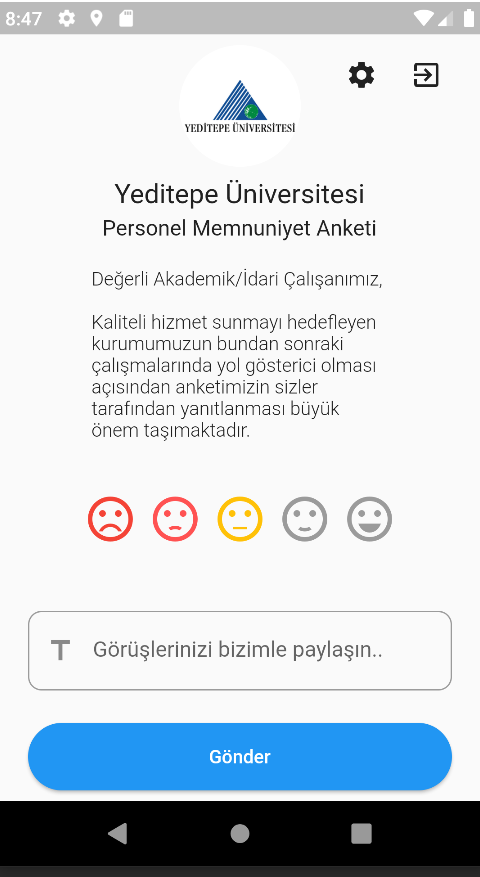 8:47
YEDİTEPE ÜNİVERSİTESİ
Yeditepe Üniversitesi
Personel Memnuniyet Anketi
Değerli Akademik/İdari Çalışanımız,
Kaliteli hizmet sunmayı hedefleyen
kurumumuzun bundan sonraki
çalışmalarında yol gösterici olması
açısından anketimizin sizler
tarafından yanıtlanması büyük
önem taşımaktadır.
Görüşlerinizi bizimle paylaşın..
Gönder